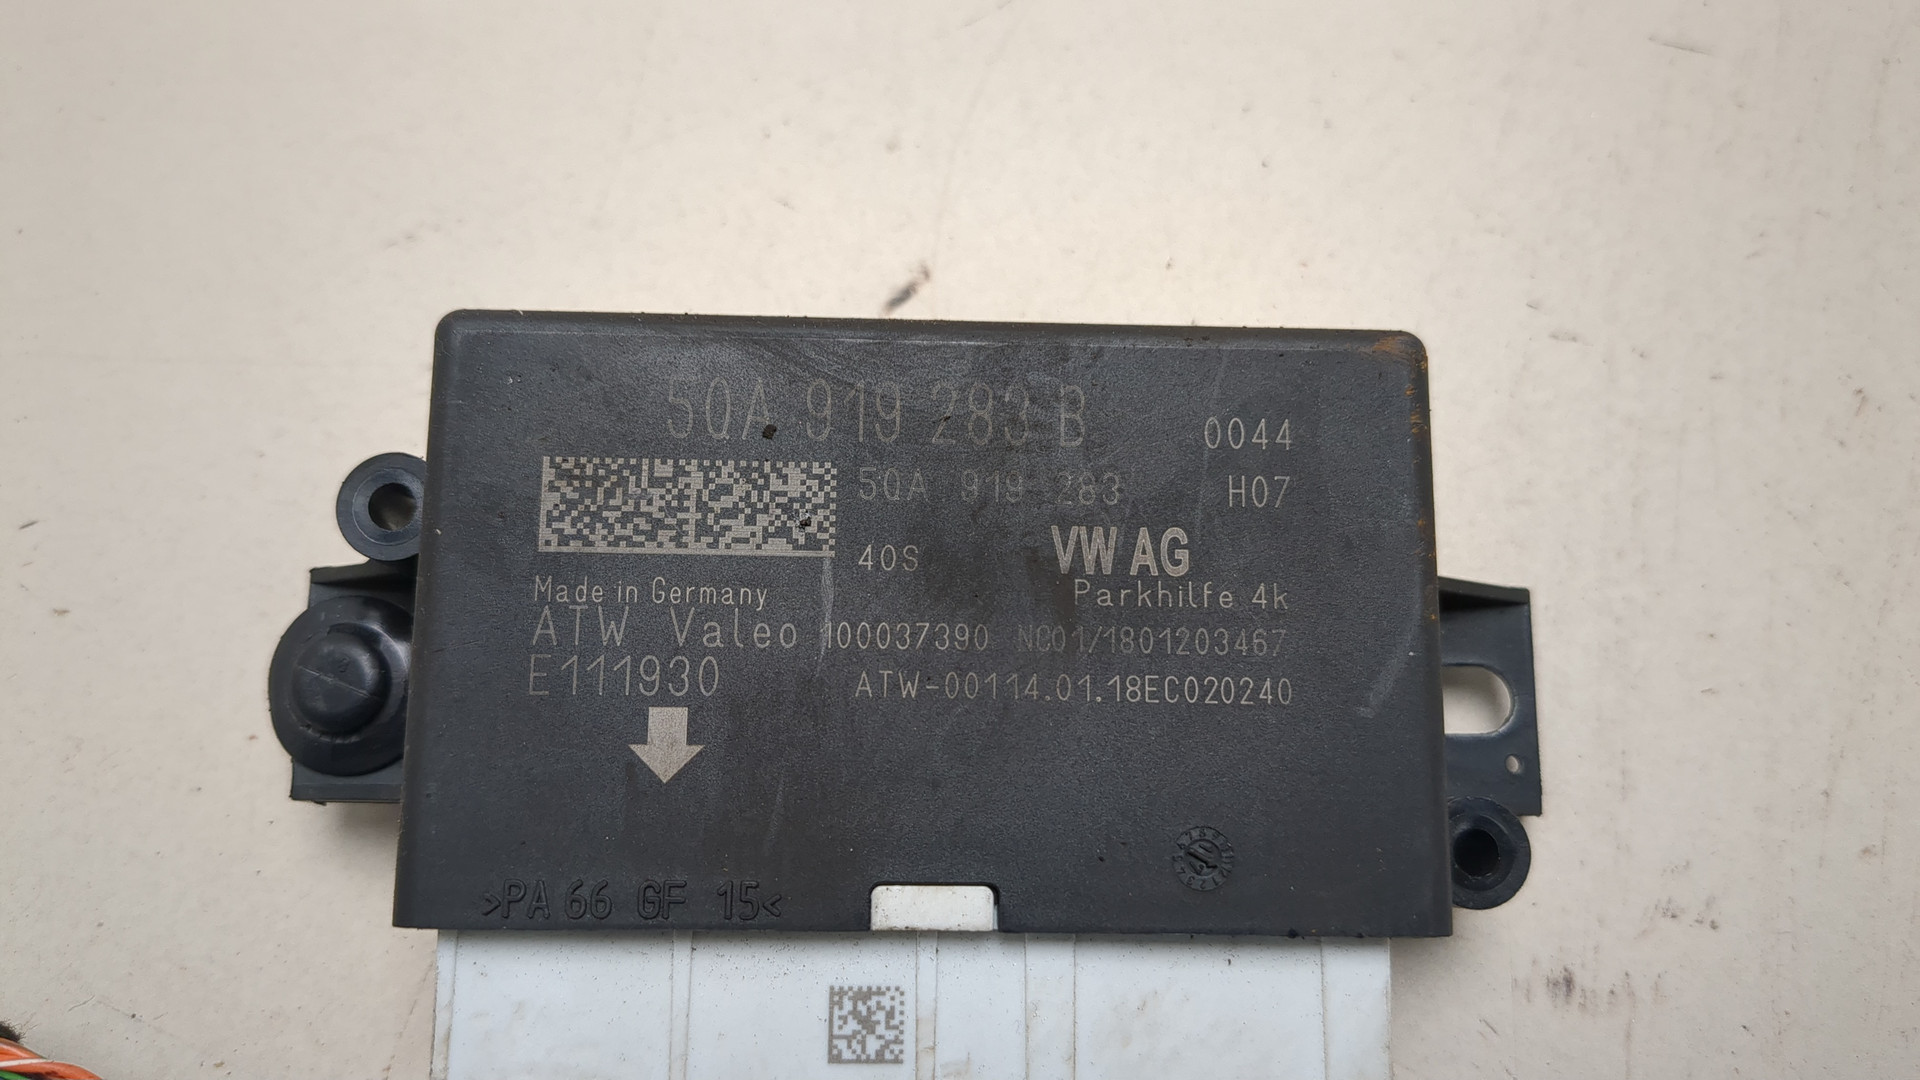 5QA 919 283 B
0044
5QA 919 283
H07
40S
VW AG
Made in Germany
Parkhilfe 4k
ATW Valeo 100037390 NC01/1801203467
E111930
ATW-00114.01.18EC020240
>PA 66 GF 15<